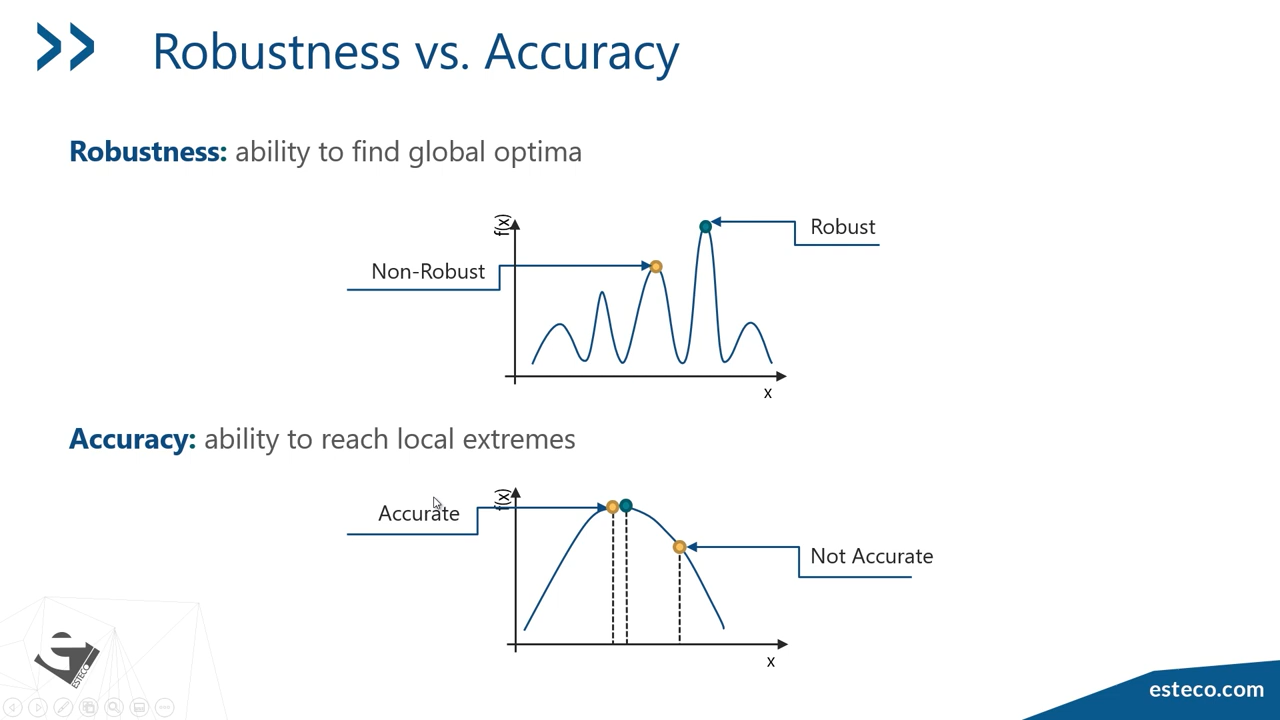 Robustness vs. Accuracy
Robustness: ability to find global optima
f(x)
Robust
Non-Robust
x
Accuracy: ability to reach local extremes
f(x)
Accurate
Not Accurate
x
ESTECO
esteco.com